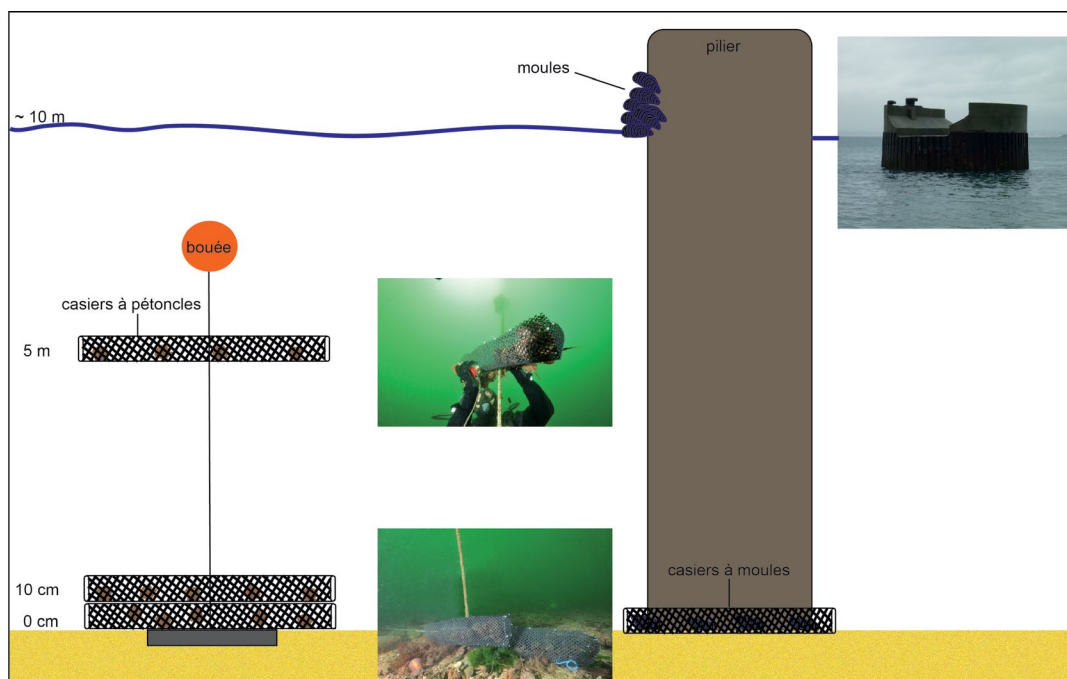 pilier
moules
~ 10 m
bouée
casiers à pétoncles
5 m
casiers à moules
10 cm
0 cm